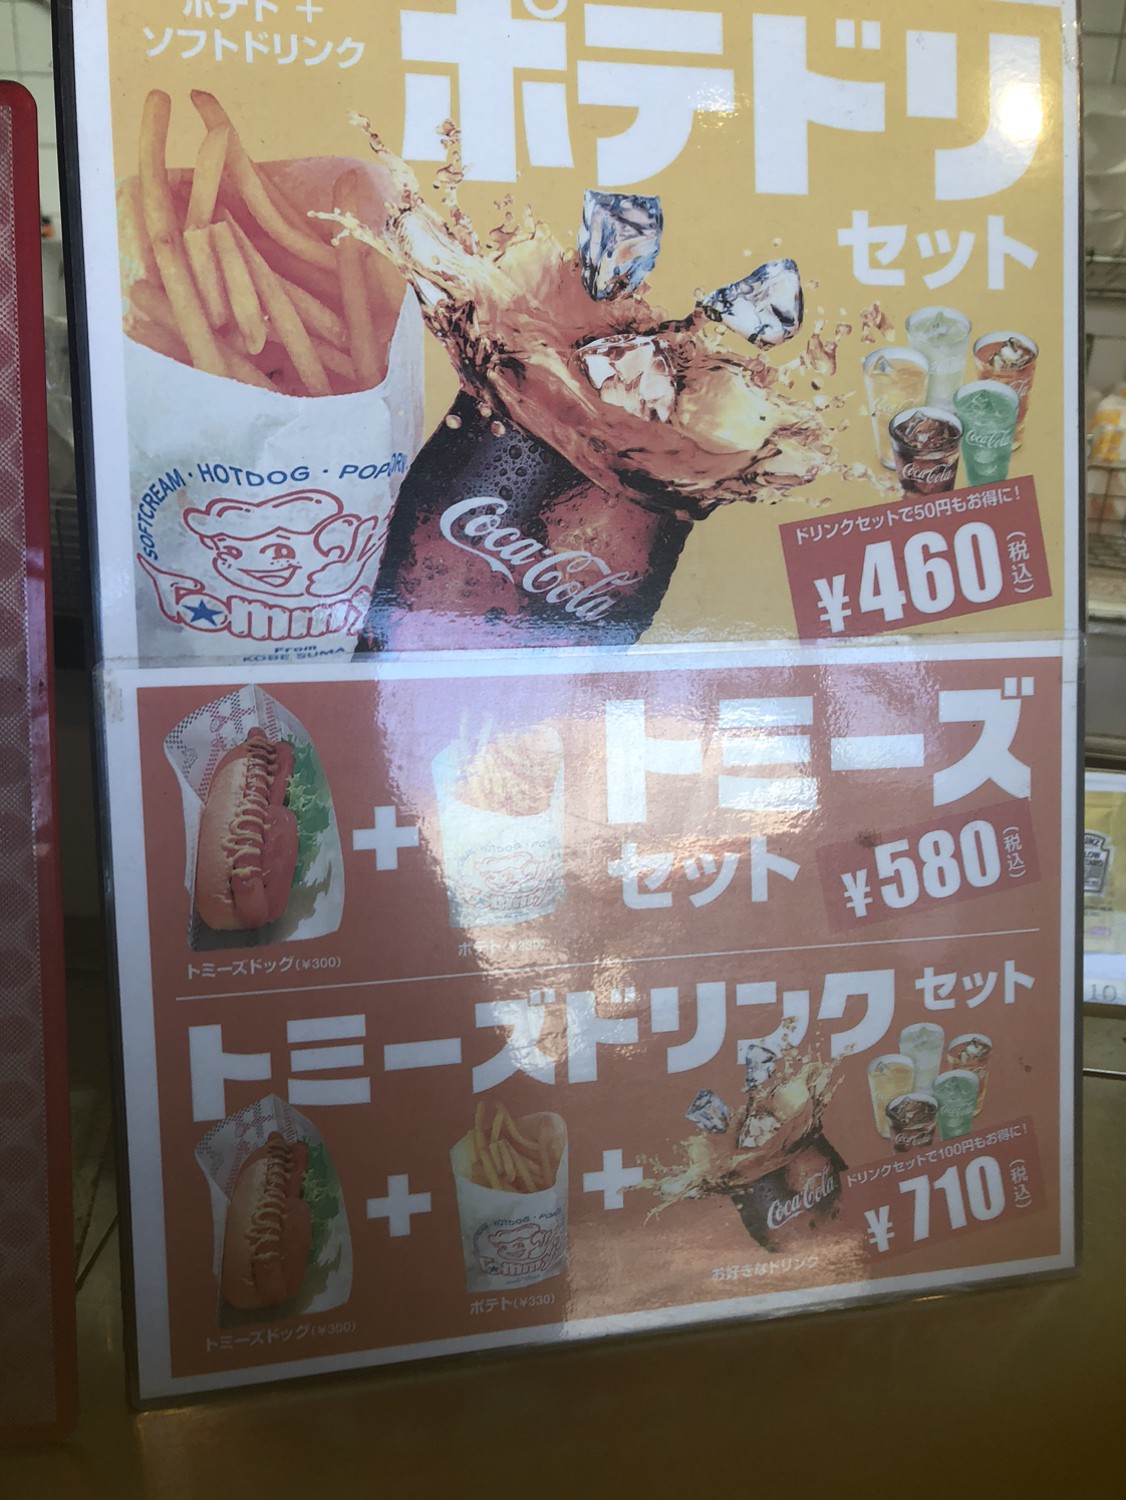 ポテト +
ソフトドリンク
ポテドリ
セット
SOFTCREAM・HOTDOG・POPCORN
Tommy's
From
KOBE SUMA
Coca-Cola
Coca-Cola
Coca-Cola
ドリンクセットで50円もお得に!
¥460(税込)
トミーズ
セット
¥580(税込)
+
トミーズドッグ(¥300)
ポテト(¥330)
トミーズドリンクセット
+
+
HOTDOG
Coca-Cola
ドリンクセットで100円もお得に!
¥710(税込)
お好きなドリンク
ポテト(¥330)
トミーズドッグ(¥300)
10